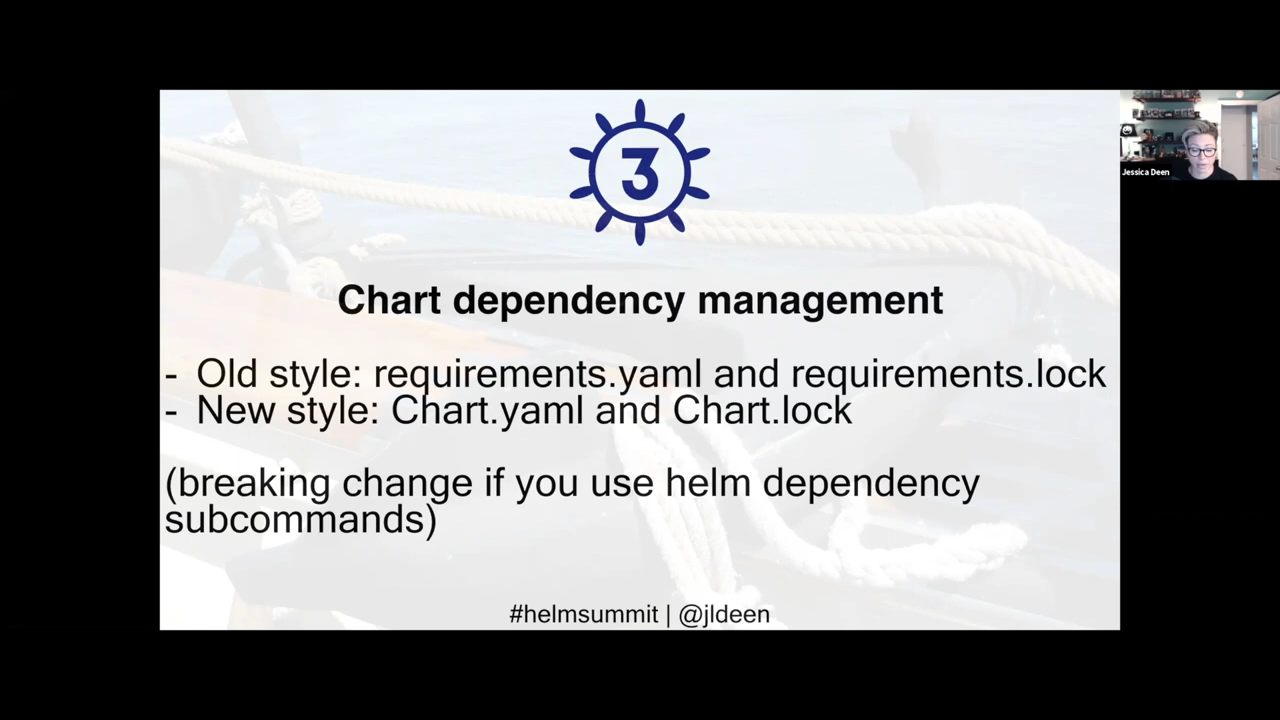 3
Jessica Deen
Chart dependency management
- Old style: requirements.yaml and requirements.lock
- New style: Chart.yaml and Chart.lock
(breaking change if you use helm dependency
subcommands)
#helmsummit | @jldeen